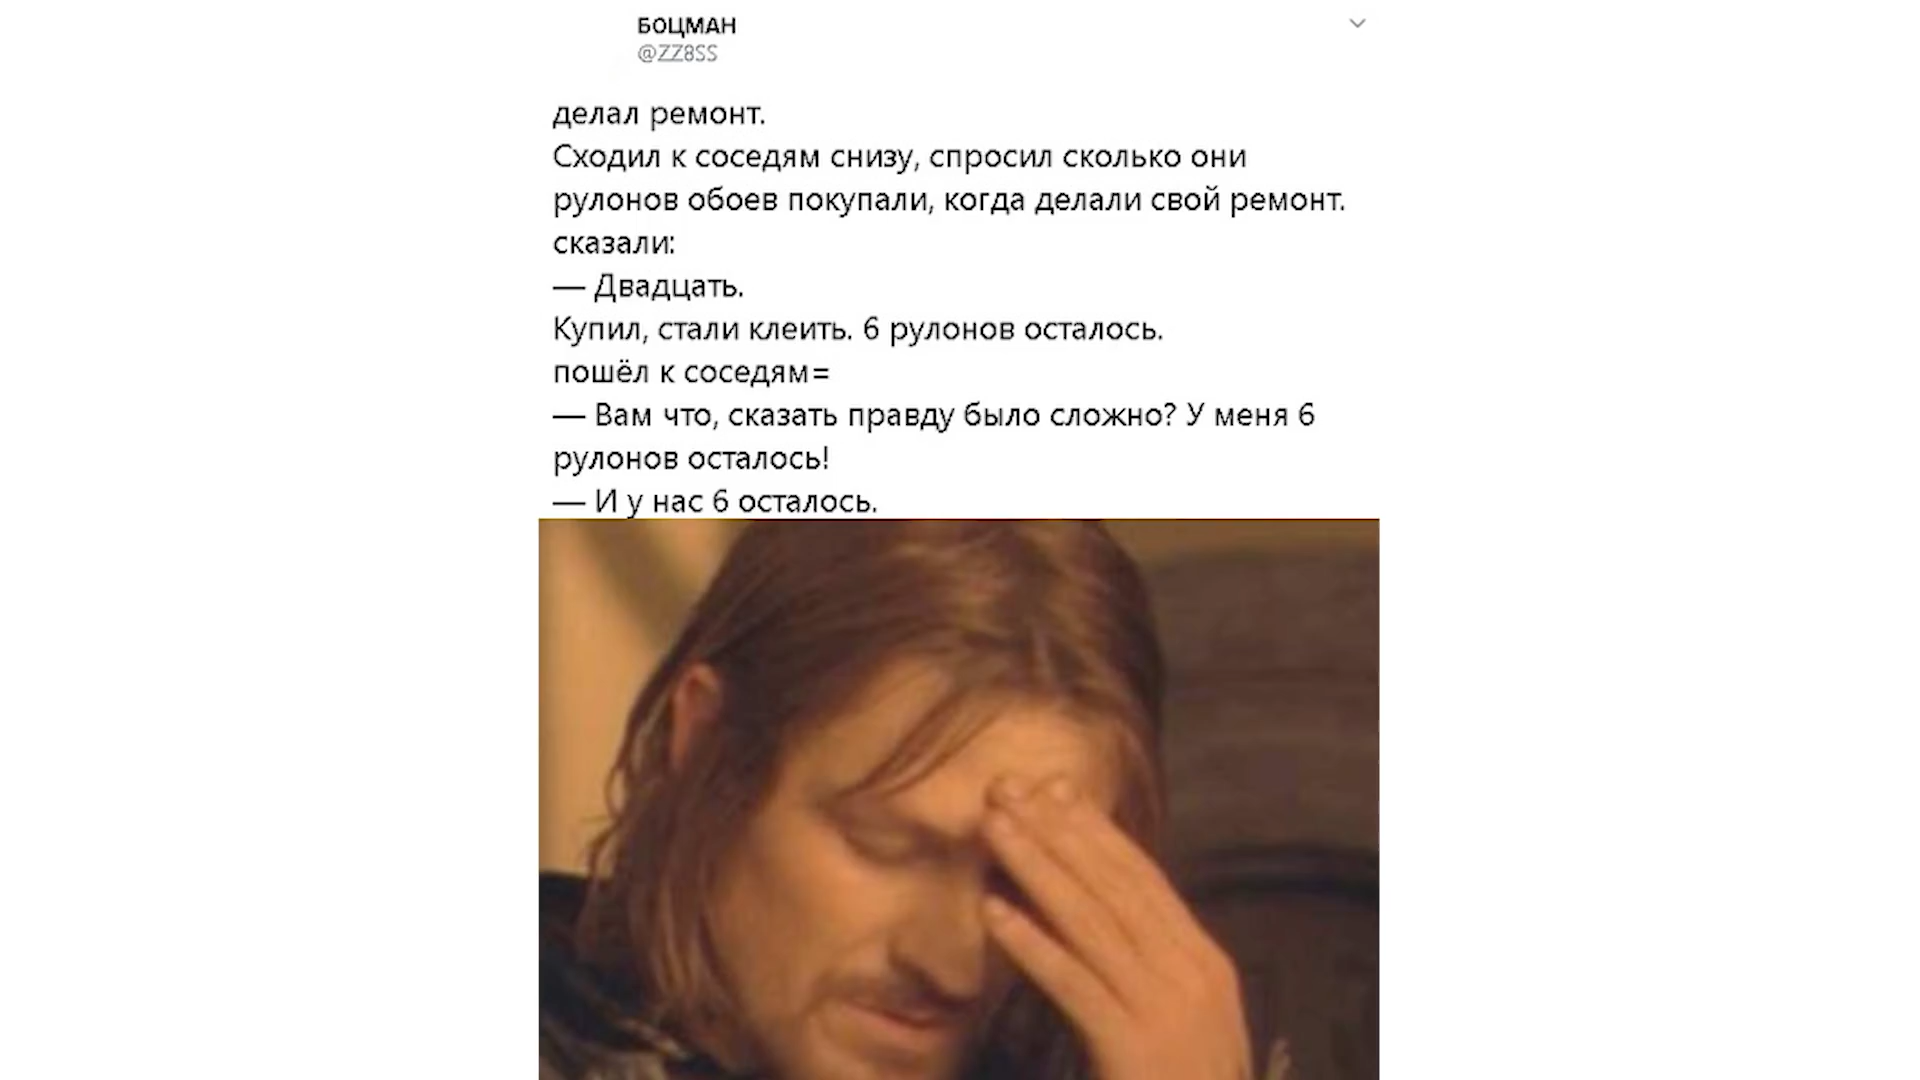 БОЦМАН
@ZZ8SS
делал ремонт.
Сходил к соседям снизу, спросил сколько они
рулонов обоев покупали, когда делали свой ремонт.
сказали:
— Двадцать.
Купил, стали клеить. 6 рулонов осталось.
пошёл к соседям=
— Вам что, сказать правду было сложно? У меня 6
рулонов осталось!
— И у нас 6 осталось.